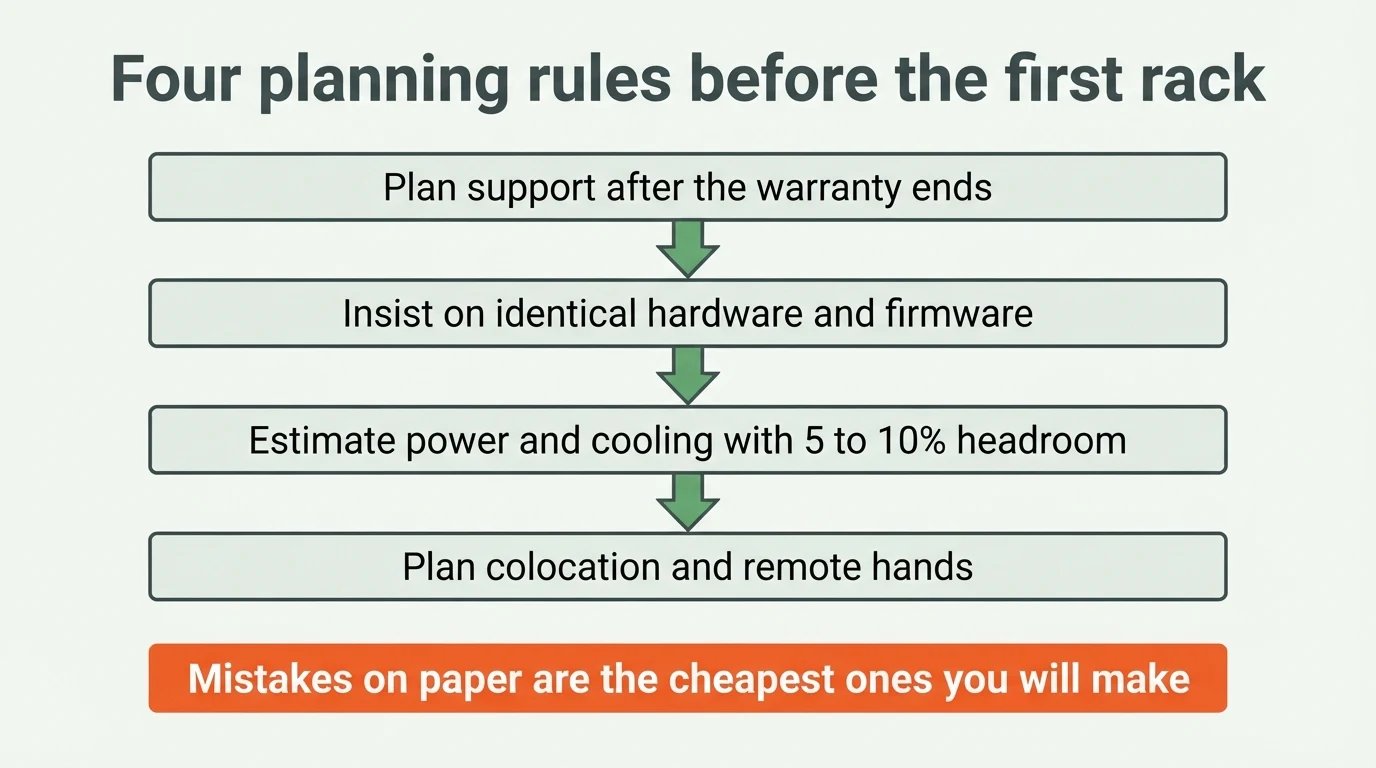 Four planning rules before the first rack
Plan support after the warranty ends
Insist on identical hardware and firmware
Estimate power and cooling with 5 to 10% headroom
Plan colocation and remote hands
Mistakes on paper are the cheapest ones you will make